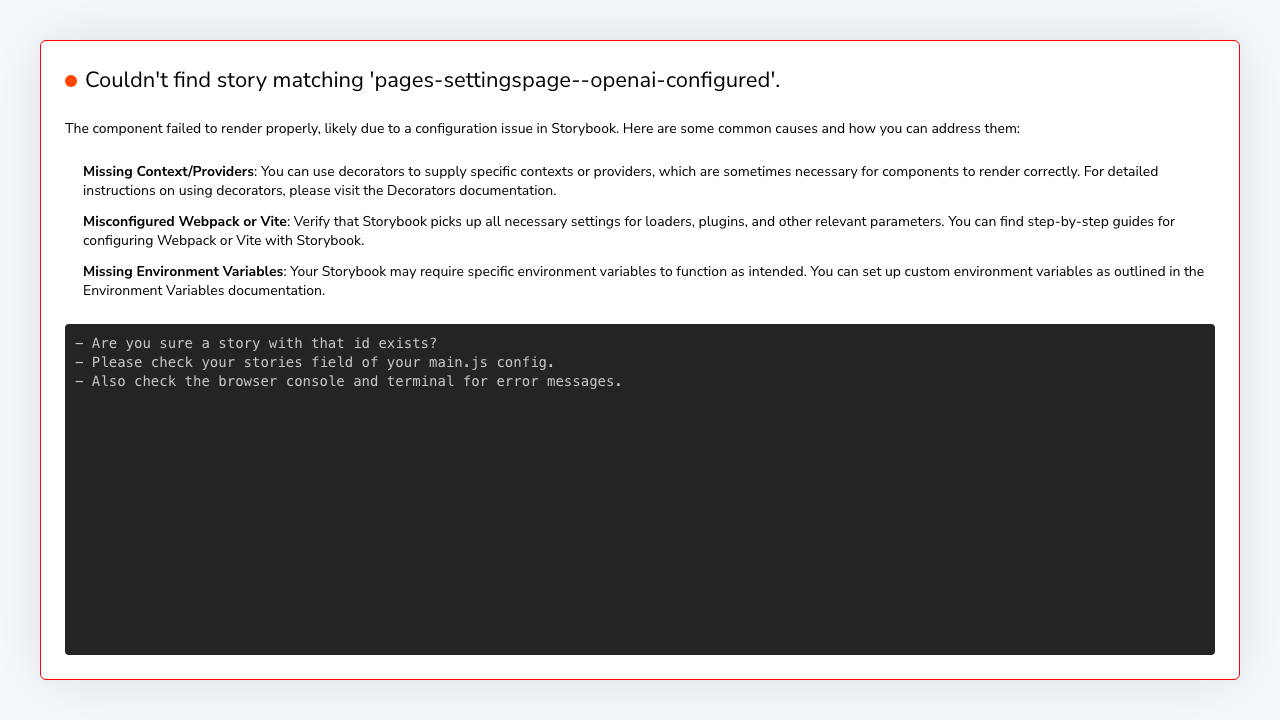 Couldn't find story matching 'pages-settingspage--openai-configured'.
The component failed to render properly, likely due to a configuration issue in Storybook. Here are some common causes and how you can address them:
Missing Context/Providers: You can use decorators to supply specific contexts or providers, which are sometimes necessary for components to render correctly. For detailed
instructions on using decorators, please visit the Decorators documentation.
Misconfigured Webpack or Vite: Verify that Storybook picks up all necessary settings for loaders, plugins, and other relevant parameters. You can find step-by-step guides for
configuring Webpack or Vite with Storybook.
Missing Environment Variables: Your Storybook may require specific environment variables to function as intended. You can set up custom environment variables as outlined in the
Environment Variables documentation.
- Are you sure a story with that id exists?
- Please check your stories field of your main.js config.
- Also check the browser console and terminal for error messages.